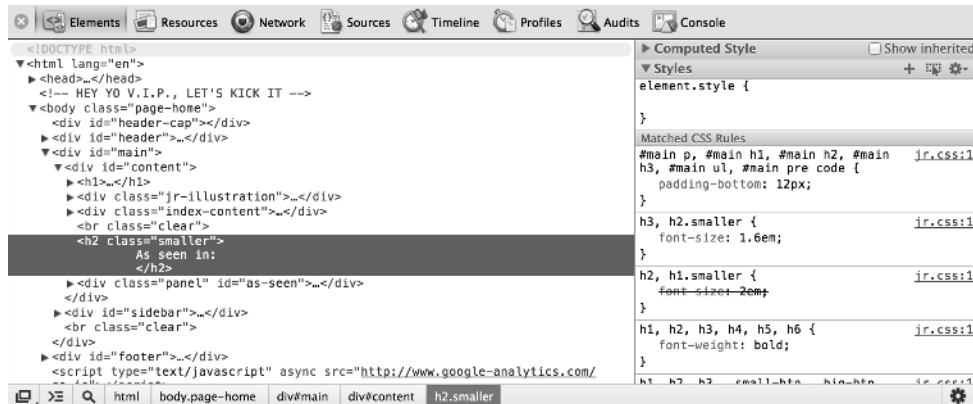 Elements Resources Network Sources Timeline Profiles Audits Console
<!DOCTYPE html>
▼<html lang="en">
▶<head>…</head>
<!-- HEY YO V.I.P., LET'S KICK IT -->
▼<body class="page-home">
<div id="header-cap"></div>
▶<div id="header">…</div>
▼<div id="main">
▼<div id="content">
▶<h1>…</h1>
▶<div class="jr-illustration">…</div>
▶<div class="index-content">…</div>
<br class="clear">
<h2 class="smaller">
As seen in:
</h2>
▶<div class="panel" id="as-seen">…</div>
</div>
▶<div id="sidebar">…</div>
<br class="clear">
</div>
▶<div id="footer">…</div>
<script type="text/javascript" async src="http://www.google-analytics.com/
▶ Computed Style Show inherited
▼ Styles
element.style {
}
Matched CSS Rules
#main p, #main h1, #main h2, #main jr.css:1
h3, #main ul, #main pre code {
padding-bottom: 12px;
}
h3, h2.smaller { jr.css:1
font-size: 1.6em;
}
h2, h1.smaller { jr.css:1
font-size: 2em;
}
h1, h2, h3, h4, h5, h6 { jr.css:1
font-weight: bold;
}
html body.page-home div#main div#content h2.smaller